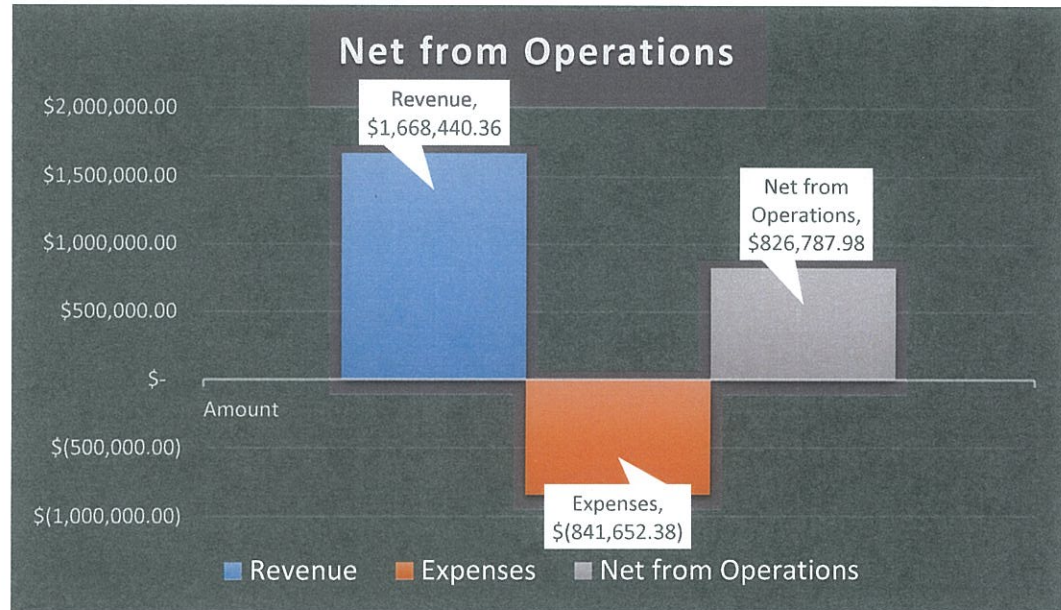 Net from Operations
$2,000,000.00
$1,500,000.00
$1,000,000.00
$500,000.00
$-
$(500,000.00)
$(1,000,000.00)
Revenue,
$1,668,440.36
Net from
Operations,
$826,787.98
Amount
Expenses,
$(841,652.38)
Revenue
Expenses
Net from Operations